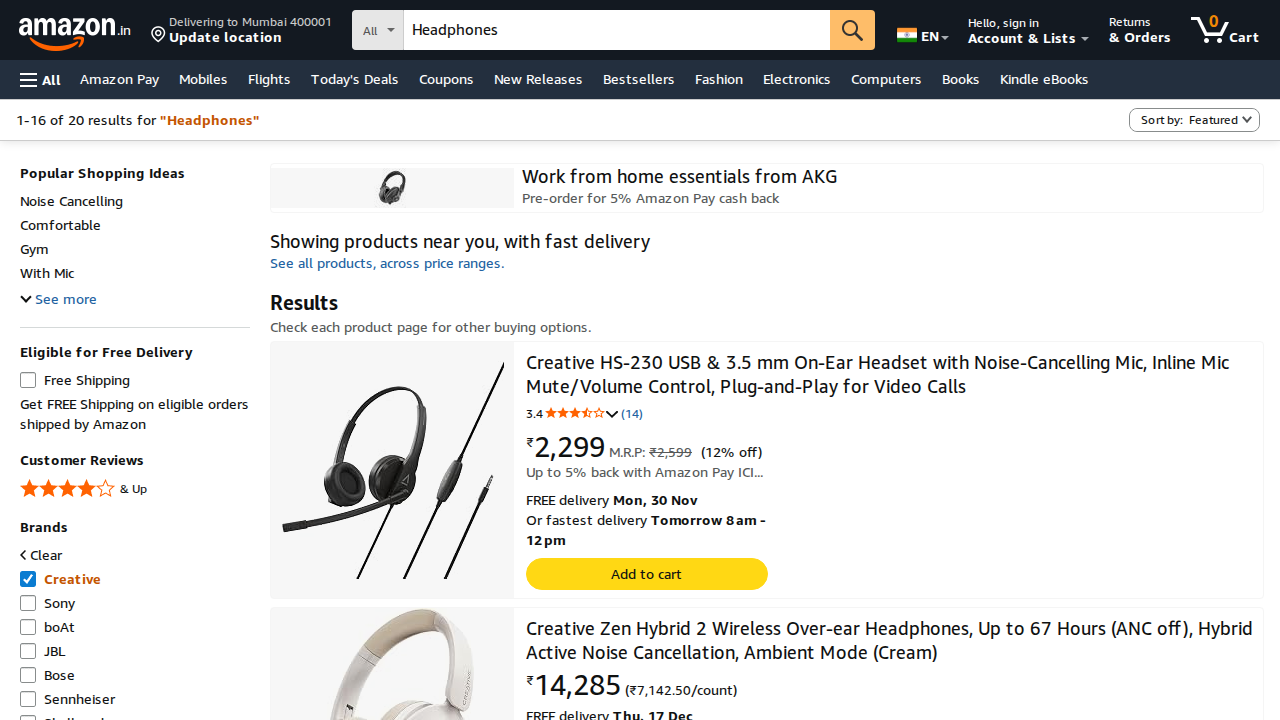 amazon.in
Delivering to Mumbai 400001
Update location
All
Headphones
EN
Hello, sign in
Account & Lists
Returns
& Orders
0
Cart
All
Amazon Pay
Mobiles
Flights
Today's Deals
Coupons
New Releases
Bestsellers
Fashion
Electronics
Computers
Books
Kindle eBooks
1-16 of 20 results for "Headphones"
Sort by: Featured
Popular Shopping Ideas
Noise Cancelling
Comfortable
Gym
With Mic
See more
Eligible for Free Delivery
Free Shipping
Get FREE Shipping on eligible orders
shipped by Amazon
Customer Reviews
& Up
Brands
Clear
Creative
Sony
boAt
JBL
Bose
Sennheiser
Work from home essentials from AKG
Pre-order for 5% Amazon Pay cash back
Showing products near you, with fast delivery
See all products, across price ranges.
Results
Check each product page for other buying options.
Creative HS-230 USB & 3.5 mm On-Ear Headset with Noise-Cancelling Mic, Inline Mic
Mute/Volume Control, Plug-and-Play for Video Calls
3.4 (14)
₹2,299 M.R.P: ₹2,599 (12% off)
Up to 5% back with Amazon Pay ICI...
FREE delivery Mon, 30 Nov
Or fastest delivery Tomorrow 8 am -
12 pm
Add to cart
Creative Zen Hybrid 2 Wireless Over-ear Headphones, Up to 67 Hours (ANC off), Hybrid
Active Noise Cancellation, Ambient Mode (Cream)
₹14,285 (₹7,142.50/count)
FREE delivery Thu, 17 Dec